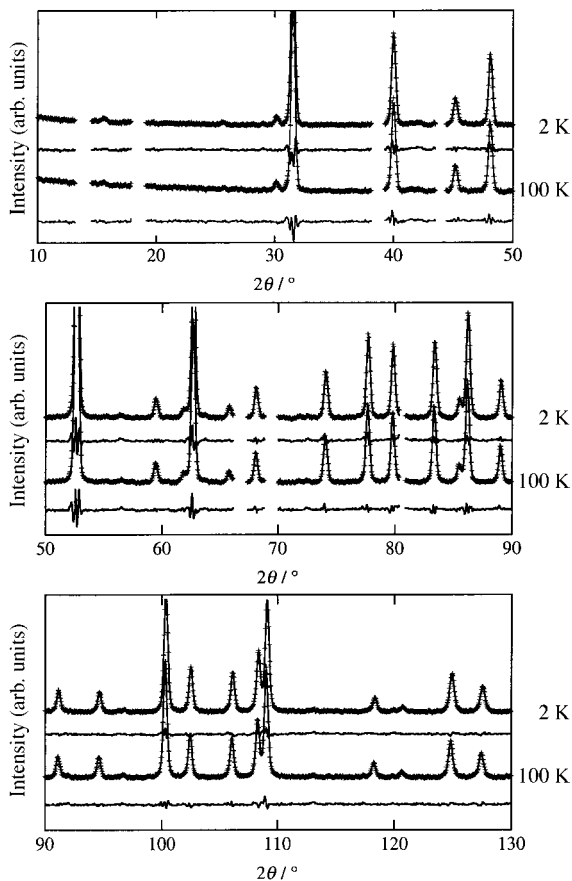 Intensity (arb. units)
2 K
100 K
10 20 30 40 50
2θ / °
Intensity (arb. units)
2 K
100 K
50 60 70 80 90
2θ / °
Intensity (arb. units)
2 K
100 K
90 100 110 120 130
2θ / °